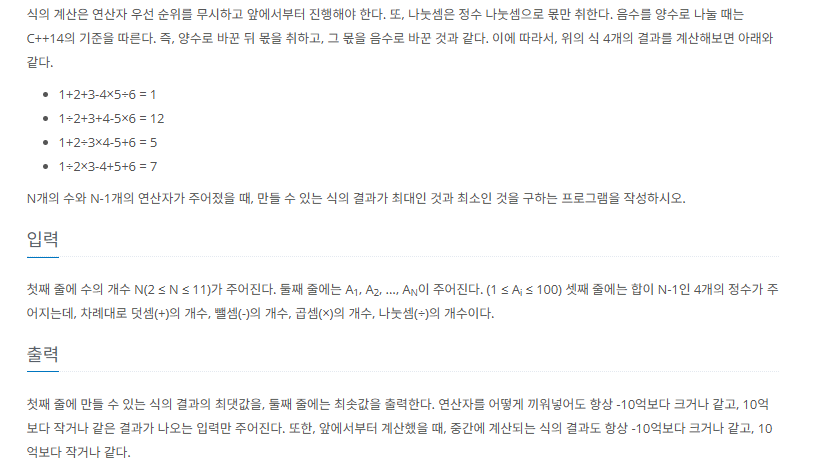 식의 계산은 연산자 우선 순위를 무시하고 앞에서부터 진행해야 한다. 또, 나눗셈은 정수 나눗셈으로 몫만 취한다. 음수를 양수로 나눌 때는
C++14의 기준을 따른다. 즉, 양수로 바꾼 뒤 몫을 취하고, 그 몫을 음수로 바꾼 것과 같다. 이에 따라서, 위의 식 4개의 결과를 계산해보면 아래와
같다.
• 1+2+3-4×5÷6 = 1
• 1÷2+3+4-5×6 = 12
• 1+2÷3×4-5+6 = 5
• 1÷2×3-4+5+6 = 7
N개의 수와 N-1개의 연산자가 주어졌을 때, 만들 수 있는 식의 결과가 최대인 것과 최소인 것을 구하는 프로그램을 작성하시오.
입력
첫째 줄에 수의 개수 N(2 ≤ N ≤ 11)가 주어진다. 둘째 줄에는 A₁, A₂, ..., A_N이 주어진다. (1 ≤ Aᵢ ≤ 100) 셋째 줄에는 합이 N-1인 4개의 정수가 주
어지는데, 차례대로 덧셈(+)의 개수, 뺄셈(-)의 개수, 곱셈(×)의 개수, 나눗셈(÷)의 개수이다.
출력
첫째 줄에 만들 수 있는 식의 결과의 최댓값을, 둘째 줄에는 최솟값을 출력한다. 연산자를 어떻게 끼워넣어도 항상 -10억보다 크거나 같고, 10억
보다 작거나 같은 결과가 나오는 입력만 주어진다. 또한, 앞에서부터 계산했을 때, 중간에 계산되는 식의 결과도 항상 -10억보다 크거나 같고, 10
억보다 작거나 같다.